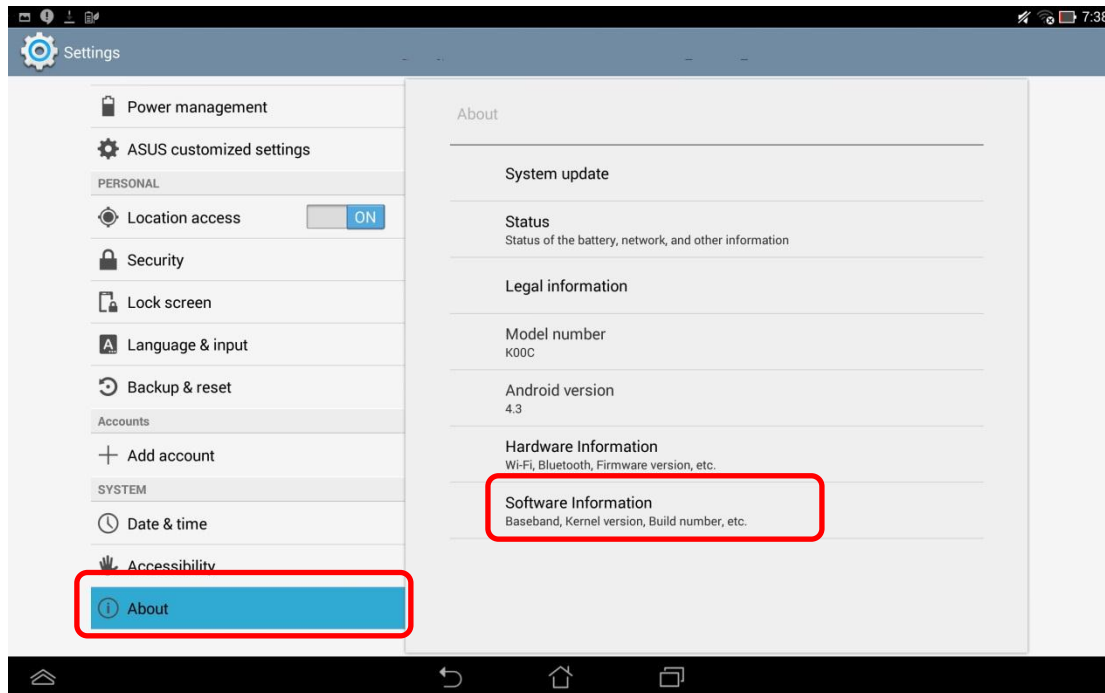 7:38
Settings
Power management
ASUS customized settings
PERSONAL
Location access ON
Security
Lock screen
Language & input
Backup & reset
Accounts
Add account
SYSTEM
Date & time
Accessibility
About
About
System update
Status
Status of the battery, network, and other information
Legal information
Model number
K00C
Android version
4.3
Hardware Information
Wi-Fi, Bluetooth, Firmware version, etc.
Software Information
Baseband, Kernel version, Build number, etc.